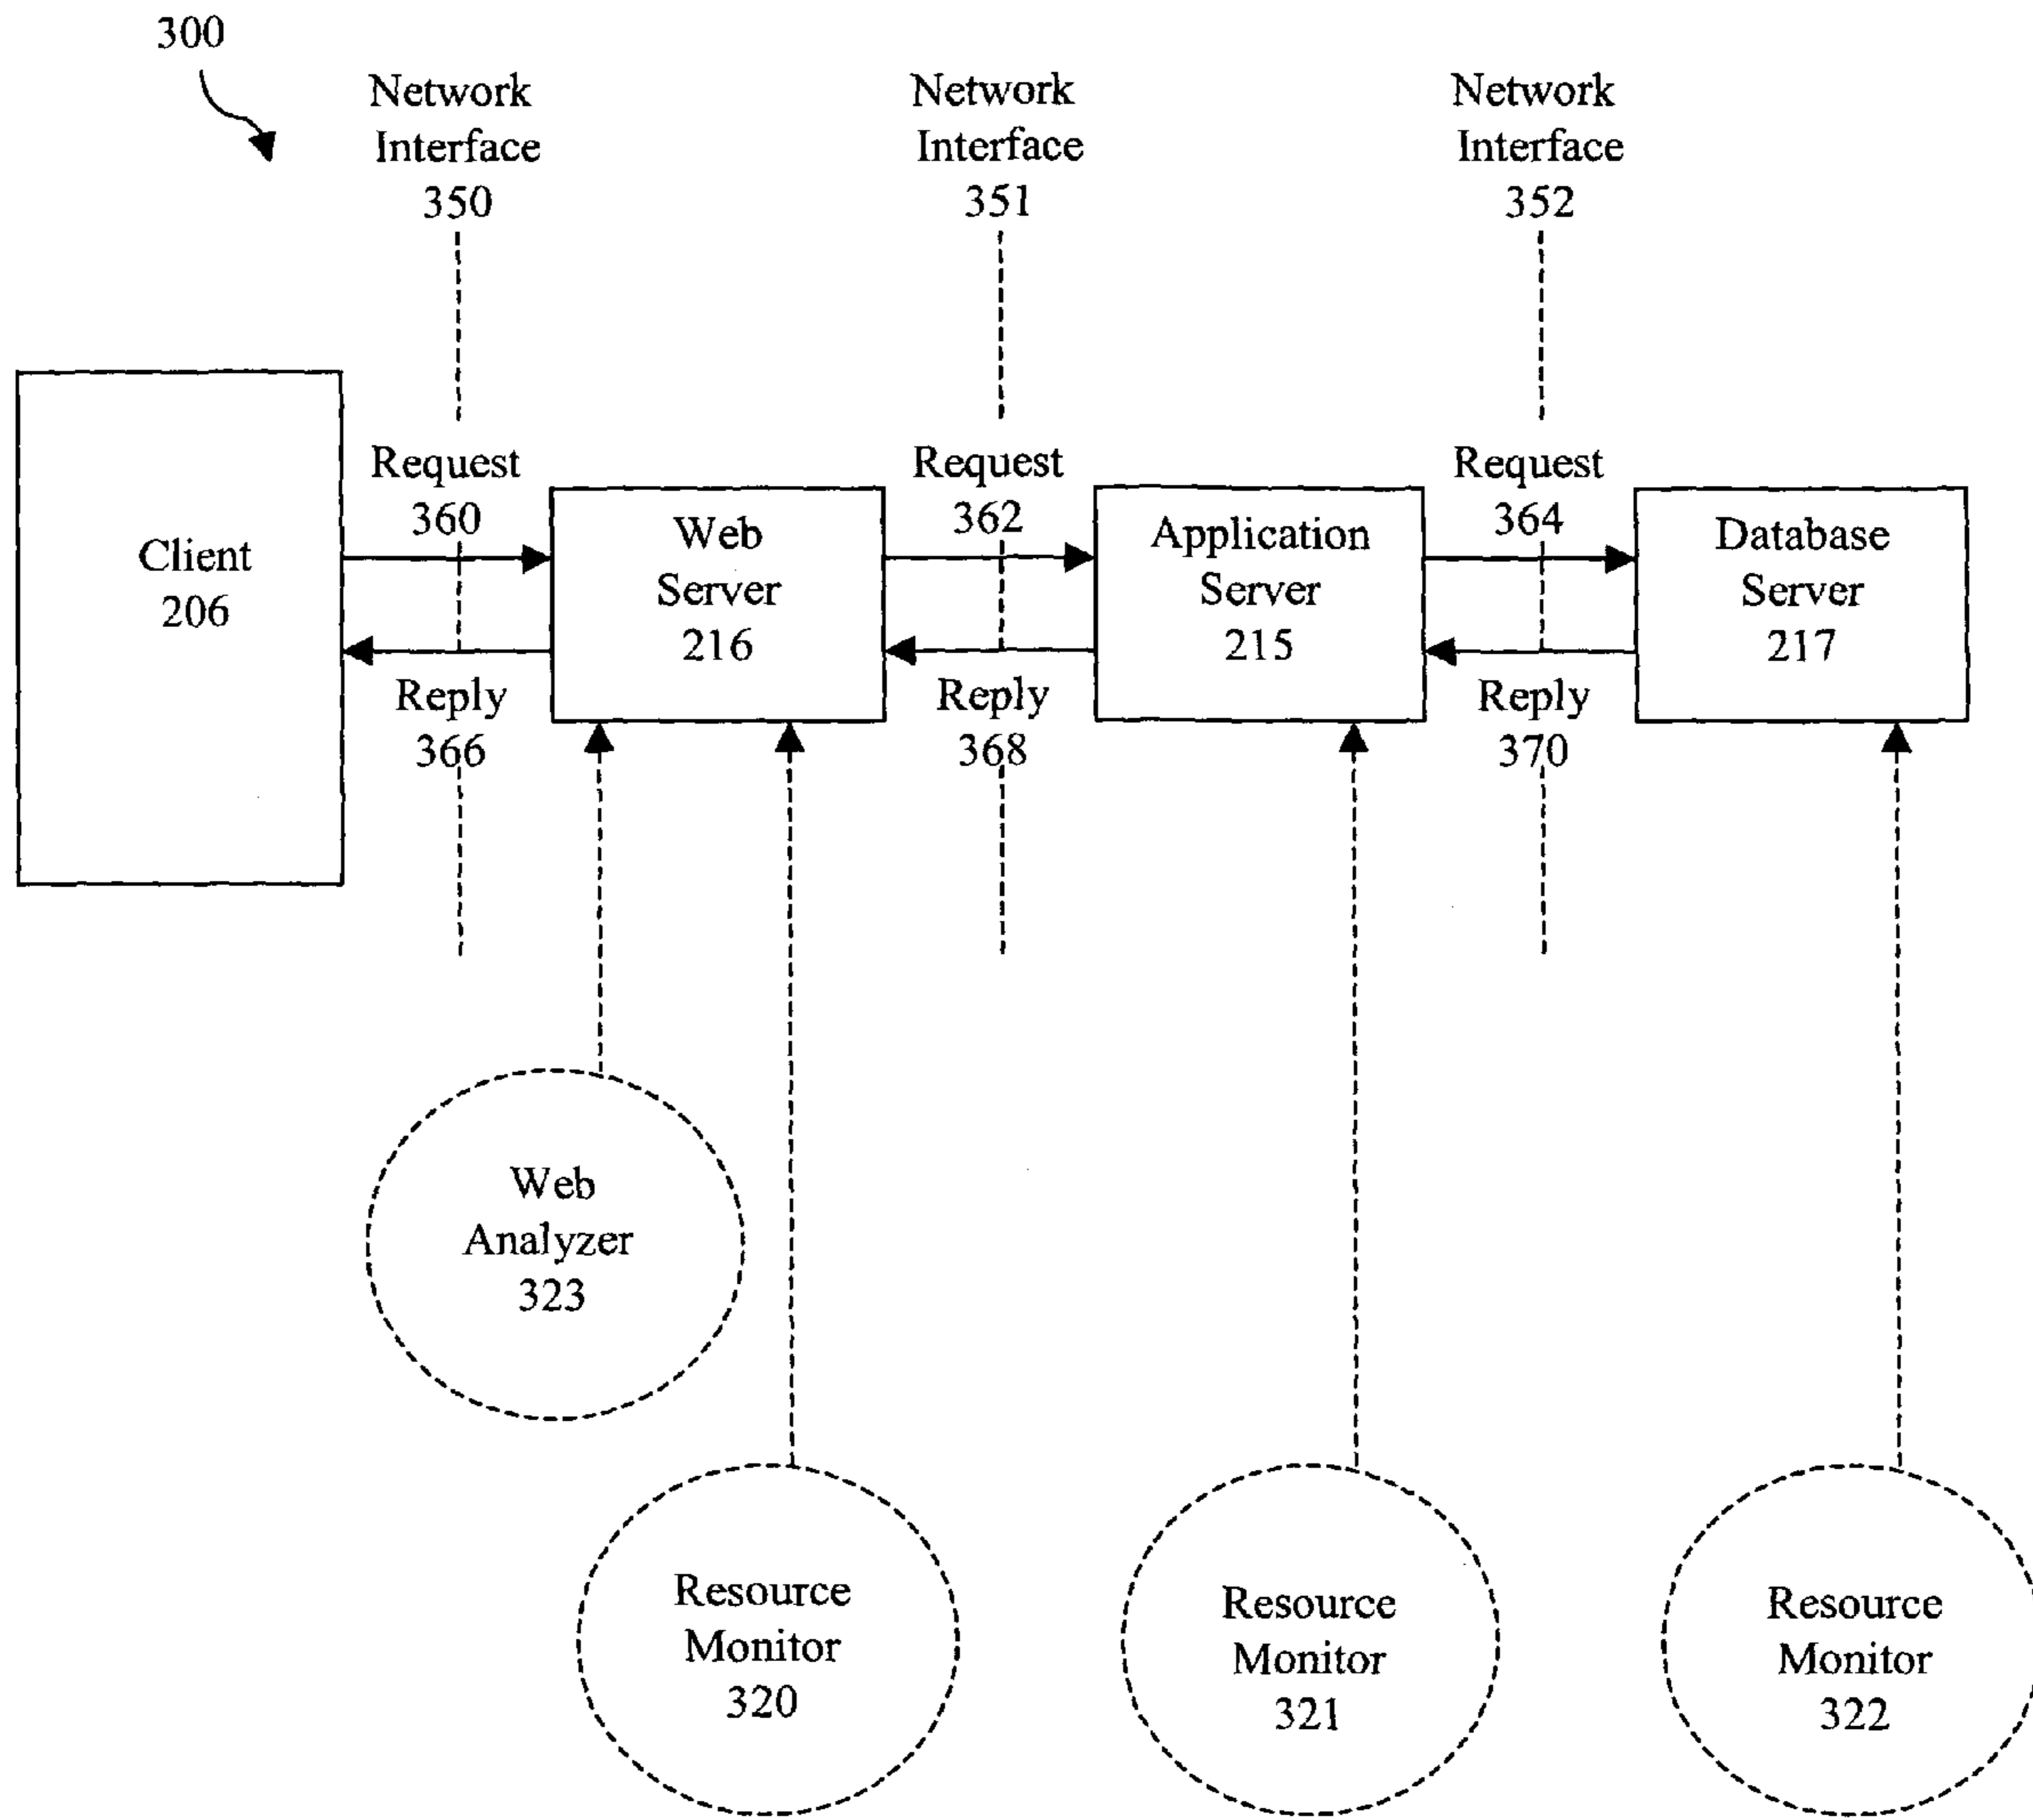 300
Network
Interface
350
Network
Interface
351
Network
Interface
352
Client
206
Request
360
Reply
366
Web
Server
216
Request
362
Reply
368
Application
Server
215
Request
364
Reply
370
Database
Server
217
Web
Analyzer
323
Resource
Monitor
320
Resource
Monitor
321
Resource
Monitor
322